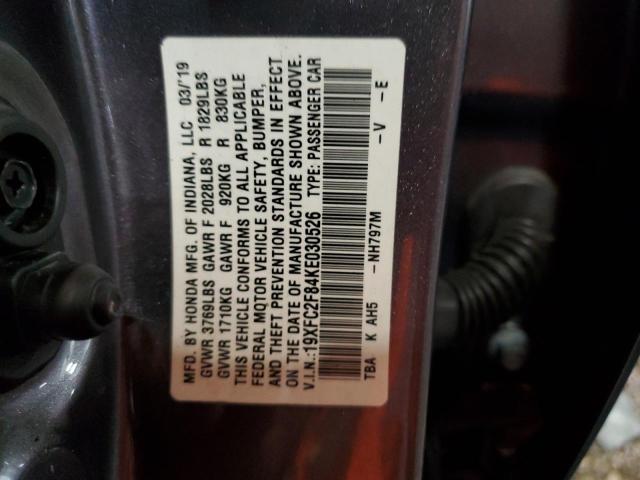 MFD. BY HONDA MFG. OF INDIANA, LLC 03/'19
GVWR 3769LBS GAWR F 2028LBS R 1829LBS
GVWR 1710KG GAWR F 920KG R 830KG
THIS VEHICLE CONFORMS TO ALL APPLICABLE
FEDERAL MOTOR VEHICLE SAFETY, BUMPER,
AND THEFT PREVENTION STANDARDS IN EFFECT
ON THE DATE OF MANUFACTURE SHOWN ABOVE.
V.I.N.:19XFC2F84KE030526 TYPE: PASSENGER CAR
TBA K AH5 -NH797M -V -E